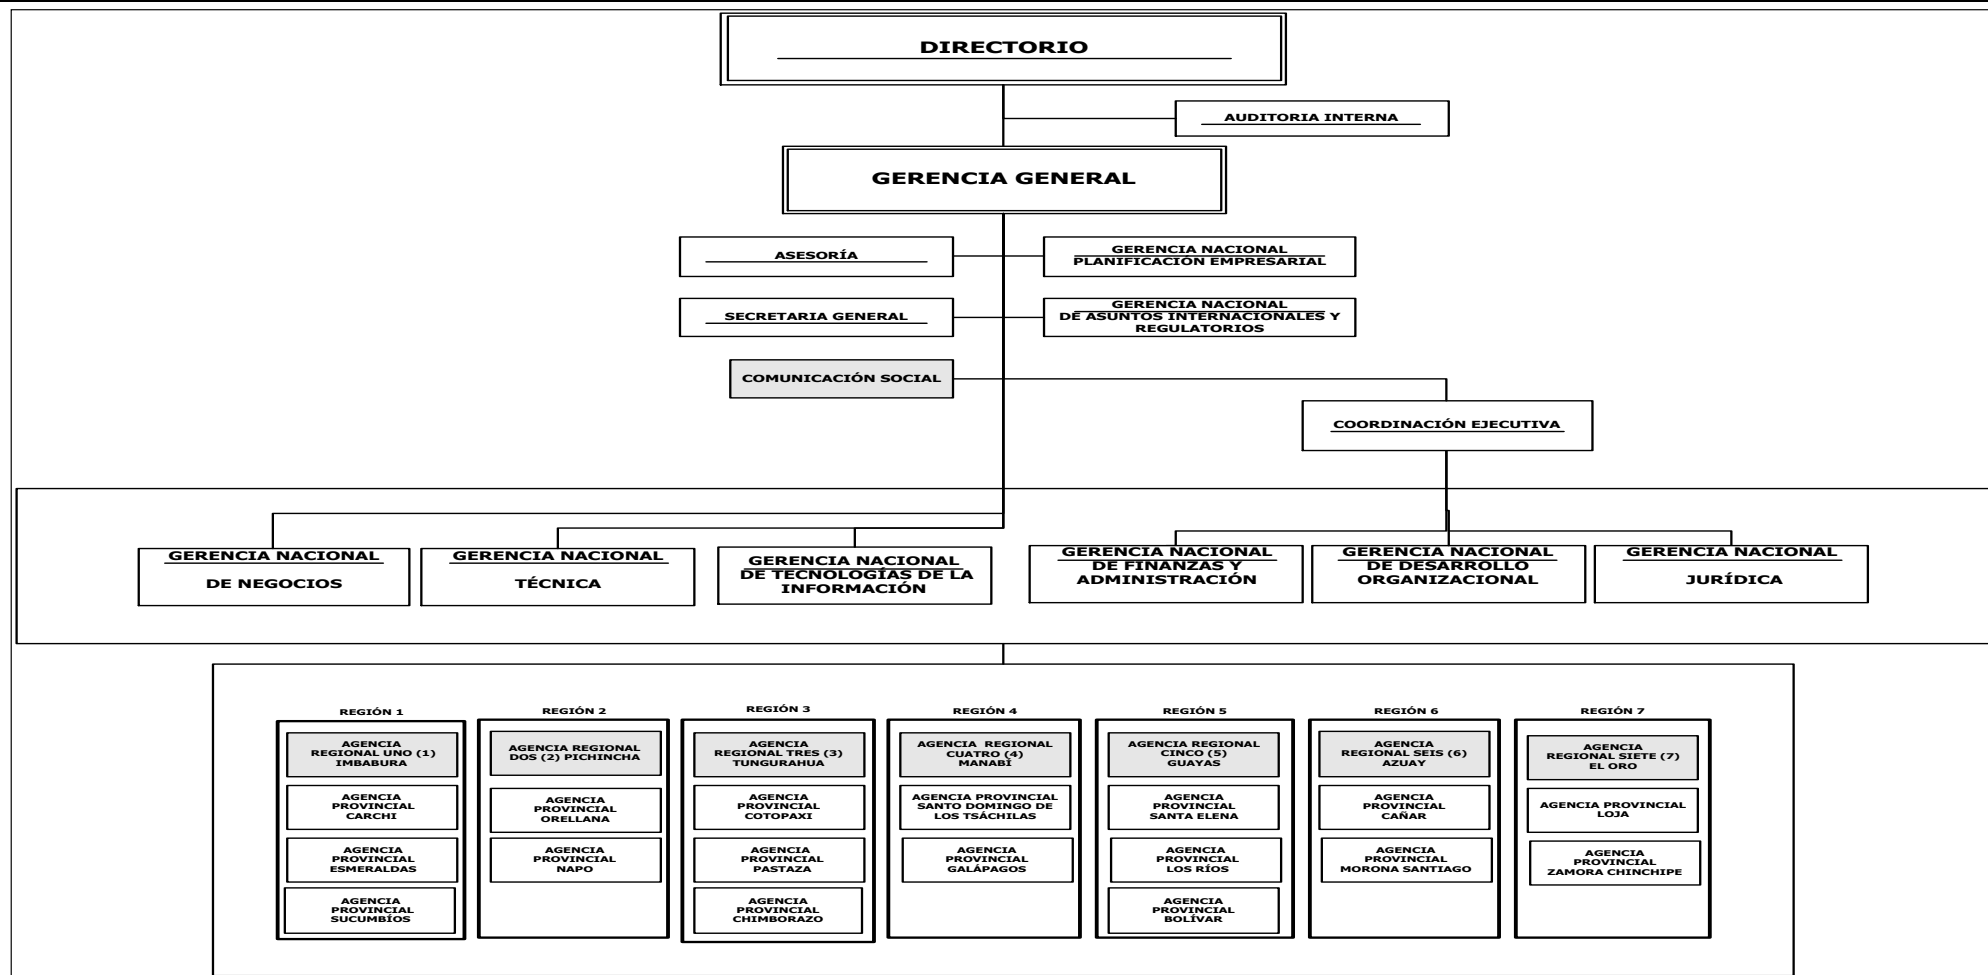 DIRECTORIO
AUDITORIA INTERNA
GERENCIA GENERAL
ASESORÍA
GERENCIA NACIONAL
PLANIFICACIÓN EMPRESARIAL
SECRETARIA GENERAL
GERENCIA NACIONAL
DE ASUNTOS INTERNACIONALES Y
REGULATORIOS
COMUNICACIÓN SOCIAL
COORDINACIÓN EJECUTIVA
GERENCIA NACIONAL
DE NEGOCIOS
GERENCIA NACIONAL
TÉCNICA
GERENCIA NACIONAL
DE TECNOLOGÍAS DE LA
INFORMACIÓN
GERENCIA NACIONAL
DE FINANZAS Y
ADMINISTRACIÓN
GERENCIA NACIONAL
DE DESARROLLO
ORGANIZACIONAL
GERENCIA NACIONAL
JURÍDICA
REGIÓN 1
AGENCIA
REGIONAL UNO (1)
IMBABURA
AGENCIA
PROVINCIAL
CARCHI
AGENCIA
PROVINCIAL
ESMERALDAS
AGENCIA
PROVINCIAL
SUCUMBÍOS
REGIÓN 2
AGENCIA REGIONAL
DOS (2) PICHINCHA
AGENCIA
PROVINCIAL
ORELLANA
AGENCIA
PROVINCIAL
NAPO
REGIÓN 3
AGENCIA
REGIONAL TRES (3)
TUNGURAHUA
AGENCIA
PROVINCIAL
COTOPAXI
AGENCIA
PROVINCIAL
PASTAZA
AGENCIA
PROVINCIAL
CHIMBORAZO
REGIÓN 4
AGENCIA REGIONAL
CUATRO (4)
MANABÍ
AGENCIA PROVINCIAL
SANTO DOMINGO DE
LOS TSÁCHILAS
AGENCIA
PROVINCIAL
GALÁPAGOS
REGIÓN 5
AGENCIA REGIONAL
CINCO (5)
GUAYAS
AGENCIA
PROVINCIAL
SANTA ELENA
AGENCIA
PROVINCIAL
LOS RÍOS
AGENCIA
PROVINCIAL
BOLÍVAR
REGIÓN 6
AGENCIA
REGIONAL SEIS (6)
AZUAY
AGENCIA
PROVINCIAL
CAÑAR
AGENCIA
PROVINCIAL
MORONA SANTIAGO
REGIÓN 7
AGENCIA
REGIONAL SIETE (7)
EL ORO
AGENCIA PROVINCIAL
LOJA
AGENCIA
PROVINCIAL
ZAMORA CHINCHIPE